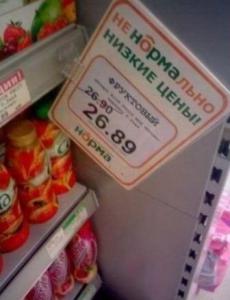 НЕ НОРМАЛЬНО
НИЗКИЕ ЦЕНЫ!
ФРУКТОВЫЙ
26.90
26.89
НОРМА